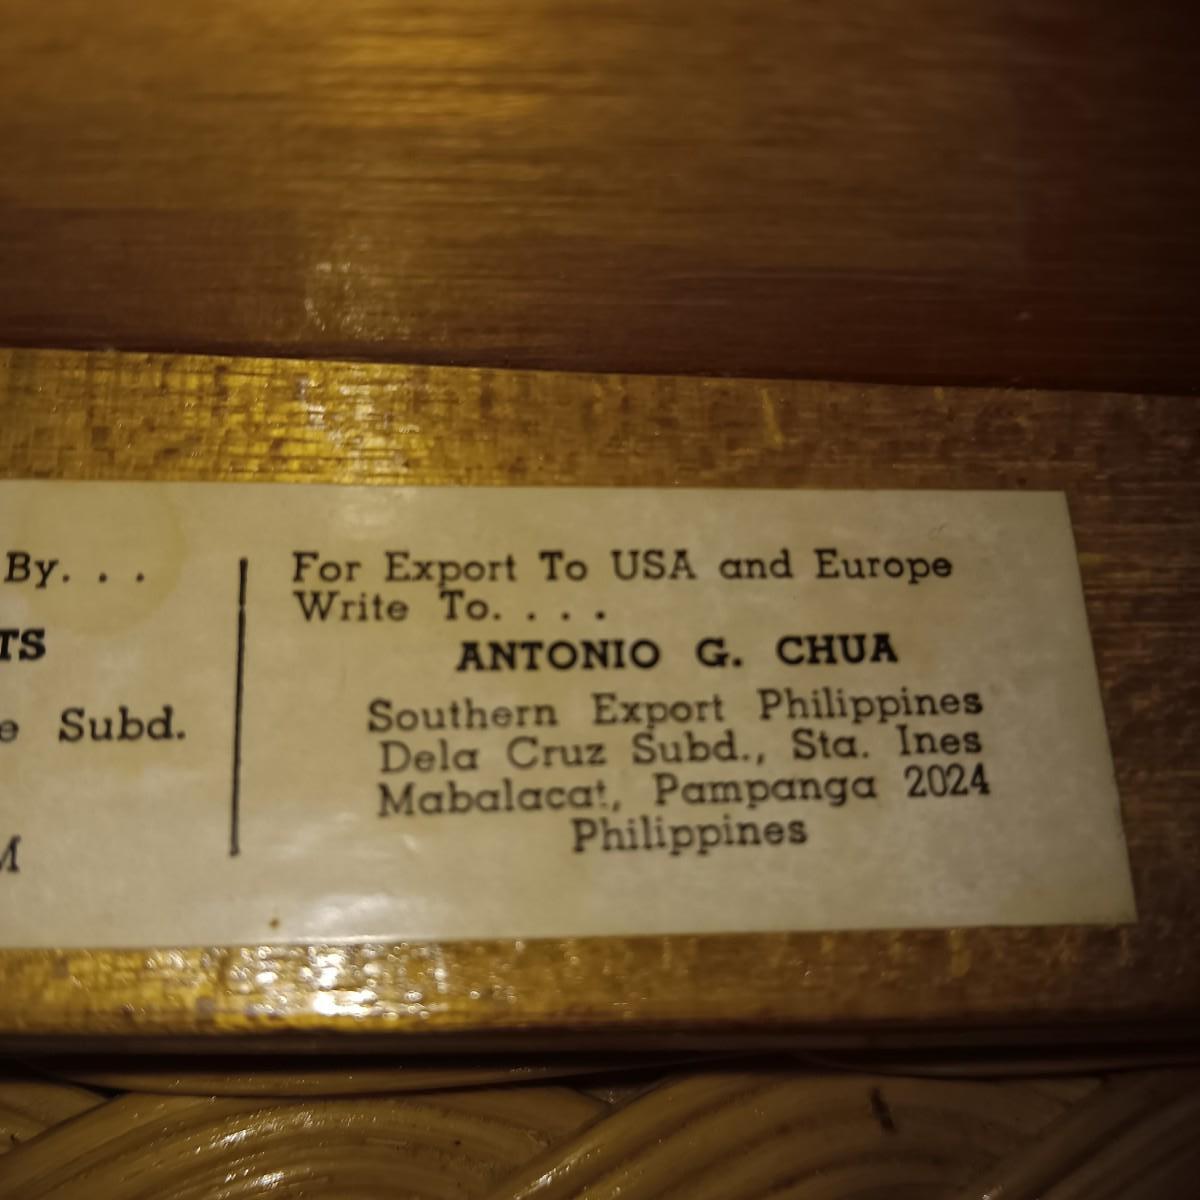 By. . .
TS
e Subd.
M
For Export To USA and Europe
Write To. . . .
ANTONIO G. CHUA
Southern Export Philippines
Dela Cruz Subd., Sta. Ines
Mabalacat, Pampanga 2024
Philippines